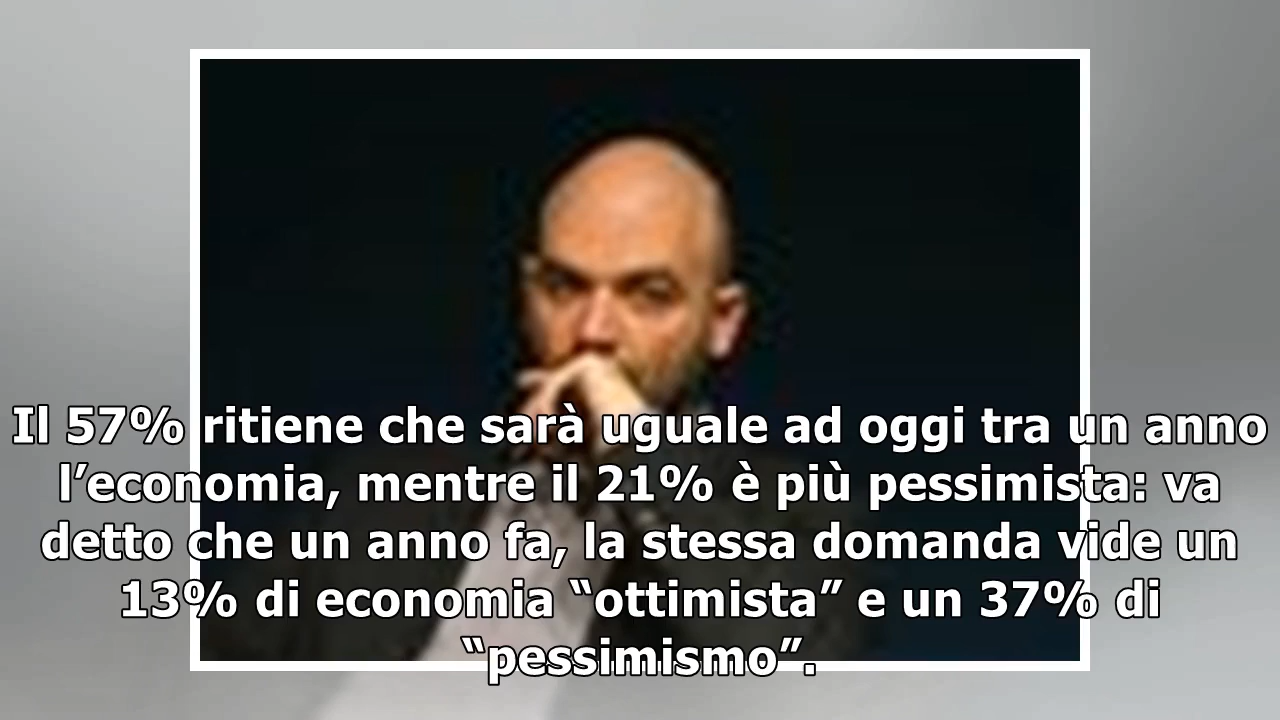 Il 57% ritiene che sarà uguale ad oggi tra un anno
l’economia, mentre il 21% è più pessimista: va
detto che un anno fa, la stessa domanda vide un
13% di economia “ottimista” e un 37% di
“pessimismo”.